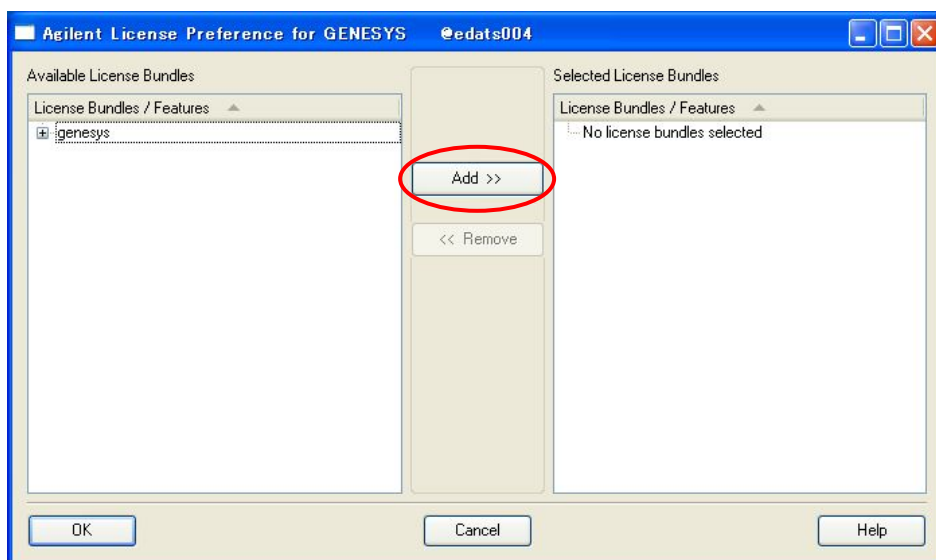 Agilent License Preference for GENESYS @edats004
Available License Bundles
Selected License Bundles
License Bundles / Features
License Bundles / Features
genesys
No license bundles selected
Add >>
<< Remove
OK
Cancel
Help